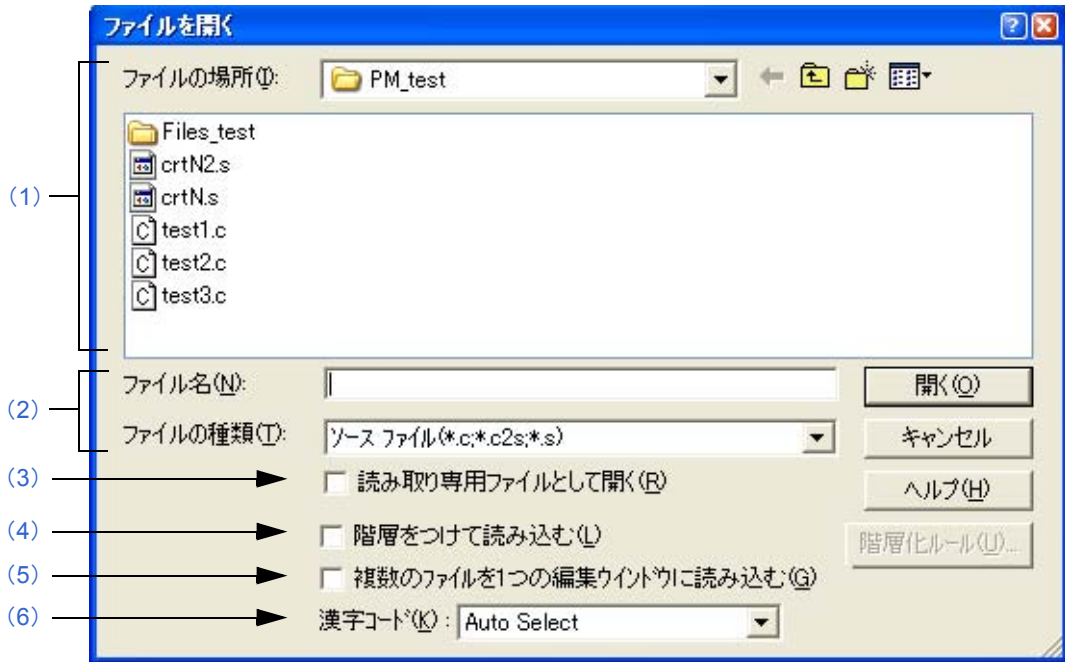 ファイルを開く
ファイルの場所(I):
PM_test
(1)
Files_test
crtN2.s
crtN.s
test1.c
test2.c
test3.c
(2)
ファイル名(N):
開く(O)
ファイルの種類(T):
ソース ファイル(*.c;*.c2s;*.s)
キャンセル
(3)
読み取り専用ファイルとして開く(R)
ヘルプ(H)
(4)
階層をつけて読み込む(L)
階層化ルール(U)...
(5)
複数のファイルを1つの編集ウインドウに読み込む(G)
(6)
漢字コード(K) :
Auto Select